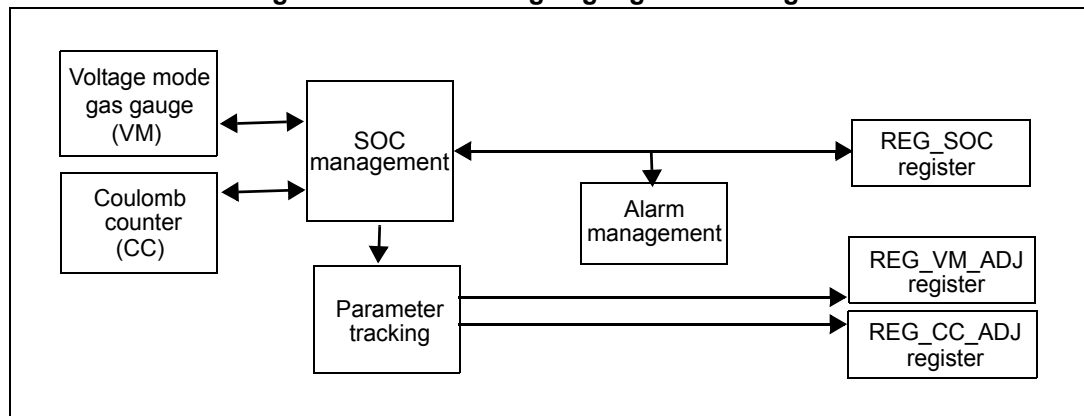 Voltage mode
gas gauge
(VM)
Coulomb
counter
(CC)
SOC
management
Parameter
tracking
Alarm
management
REG_SOC
register
REG_VM_ADJ
register
REG_CC_ADJ
register